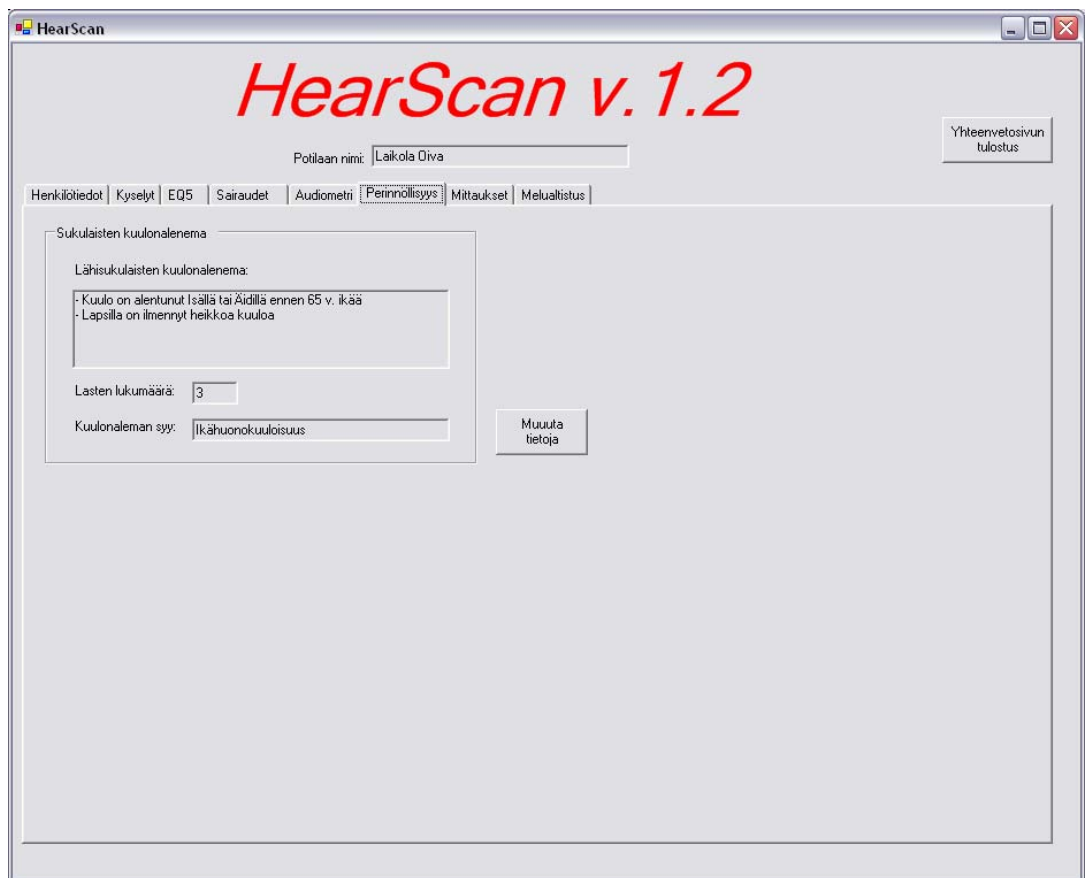 HearScan
HearScan v.1.2
Yhteenvetosivun
tulostus
Potilaan nimi: Laikola Oiva
Henkilötiedot Kyselyt EQ5 Sairaudet Audiometri Perinnöllisyys Mittaukset Melualtistus
Sukulaisten kuulonalenema
Lähisukulaisten kuulonalenema:
- Kuulo on alentunut Isällä tai Äidillä ennen 65 v. ikää
- Lapsilla on ilmennyt heikkoa kuuloa
Lasten lukumäärä: 3
Kuulonaleman syy: Ikähuonokuuloisuus
Muuuta
tietoja